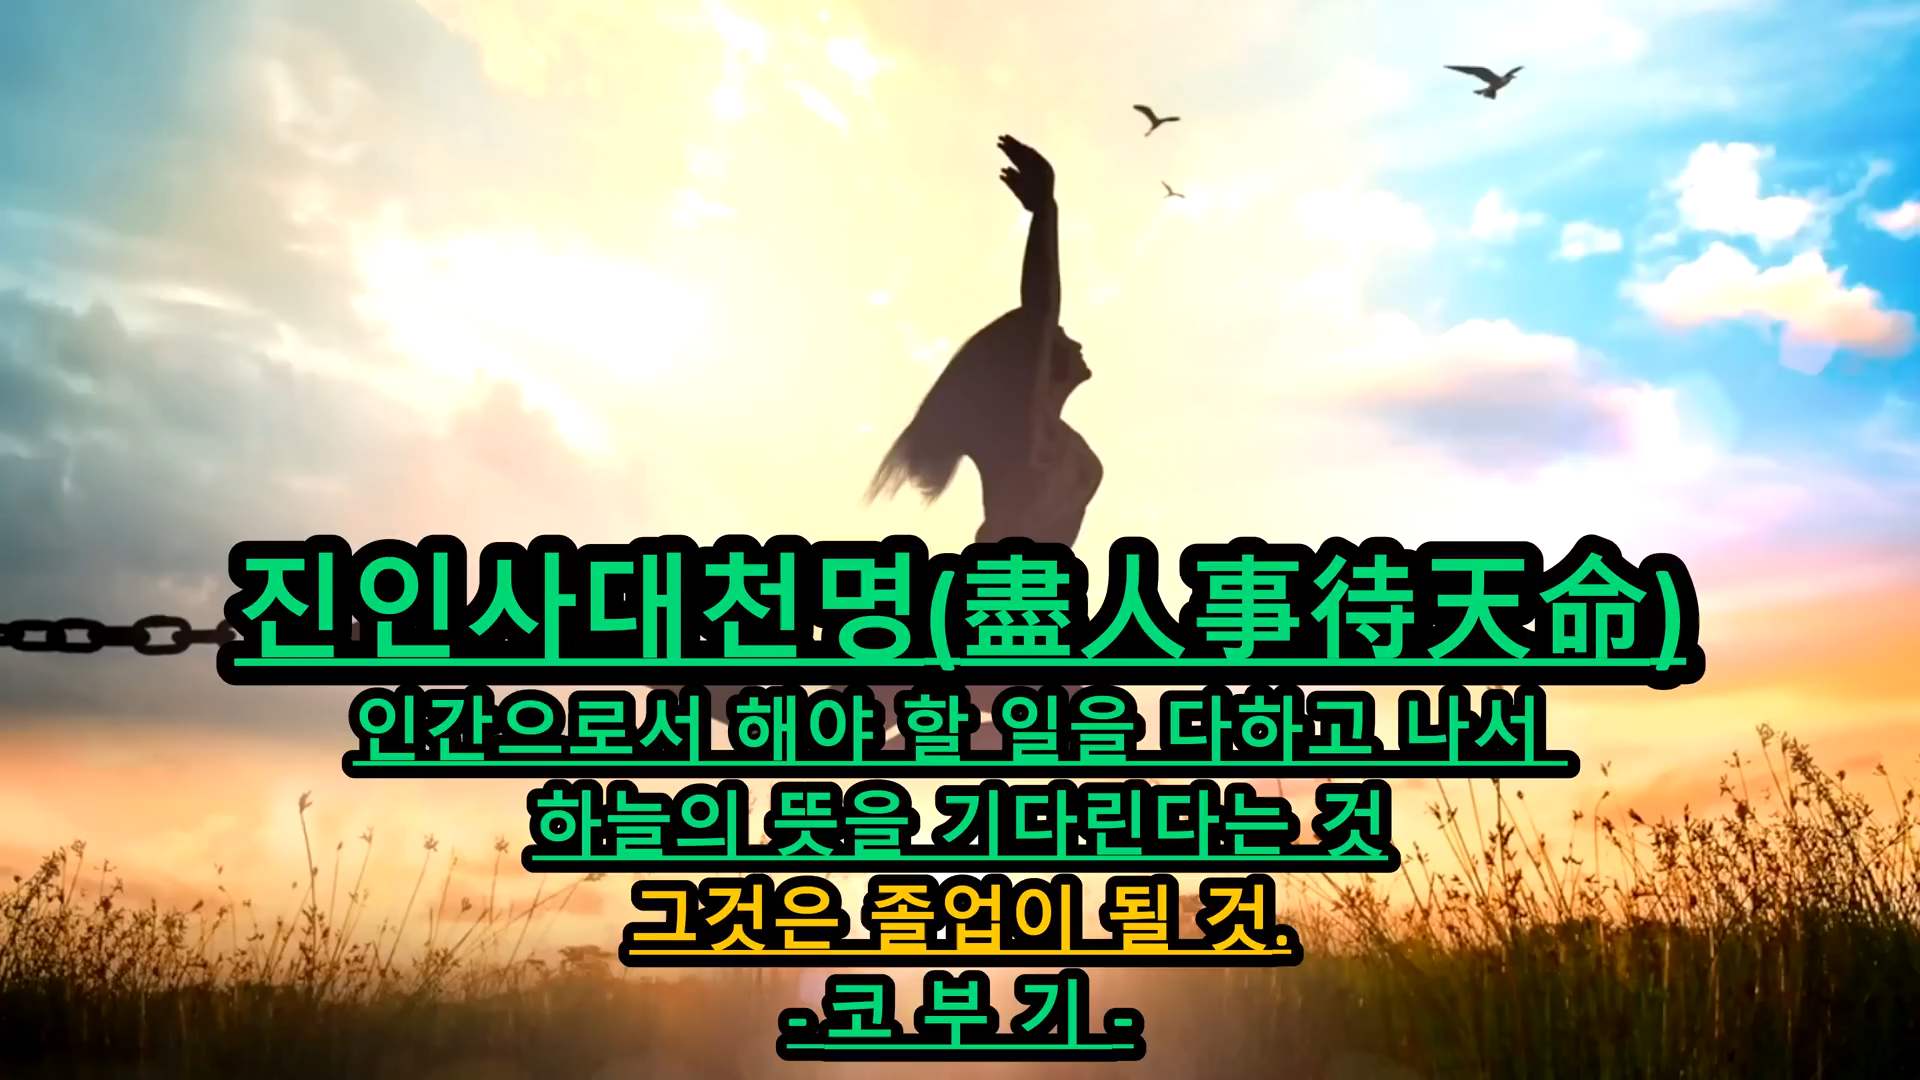 진인사대천명(盡人事待天命)
인간으로서 해야 할 일을 다하고 나서
하늘의 뜻을 기다린다는 것
그것은 졸업이 될 것.
- 코 부 기 -